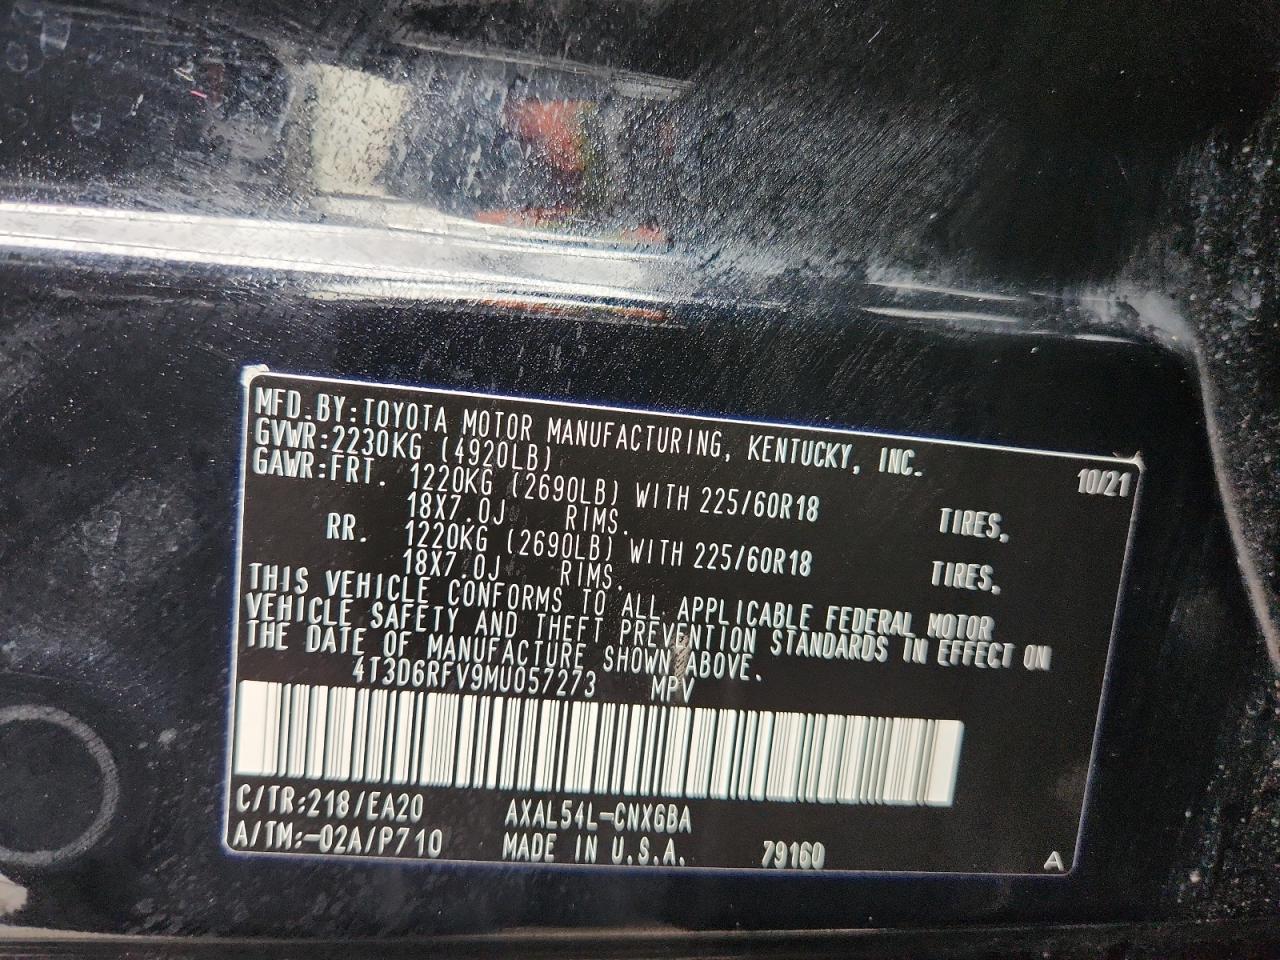 MFD.BY:TOYOTA MOTOR MANUFACTURING, KENTUCKY, INC.
GVWR:2230KG (4920LB) 10/21
GAWR:FRT. 1220KG (2690LB) WITH 225/60R18 TIRES,
18X7.0J RIMS.
RR. 1220KG (2690LB) WITH 225/60R18 TIRES,
18X7.0J RIMS.
THIS VEHICLE CONFORMS TO ALL APPLICABLE FEDERAL MOTOR
VEHICLE SAFETY AND THEFT PREVENTION STANDARDS IN EFFECT ON
THE DATE OF MANUFACTURE SHOWN ABOVE.
4T3D6RFV9MU057273 MPV
C/TR:218/EA20 AXAL54L-CNXGBA
A/TM:-02A/P710 MADE IN U.S.A. 79160 A